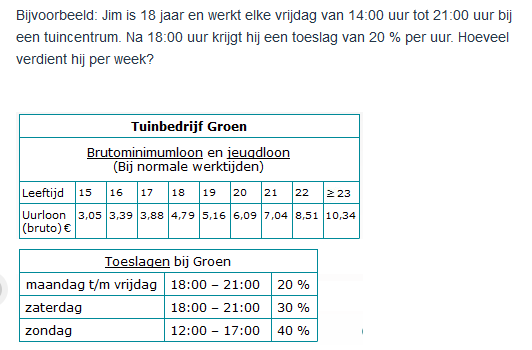 Bijvoorbeeld: Jim is 18 jaar en werkt elke vrijdag van 14:00 uur tot 21:00 uur bij
een tuincentrum. Na 18:00 uur krijgt hij een toeslag van 20 % per uur. Hoeveel
verdient hij per week?
Tuinbedrijf Groen
Brutominimumloon en jeugdloon
(Bij normale werktijden)
Leeftijd 15 16 17 18 19 20 21 22 ≥ 23
Uurloon 3,05 3,39 3,88 4,79 5,16 6,09 7,04 8,51 10,34
(bruto) €
Toeslagen bij Groen
maandag t/m vrijdag 18:00 – 21:00 20 %
zaterdag 18:00 – 21:00 30 %
zondag 12:00 – 17:00 40 %